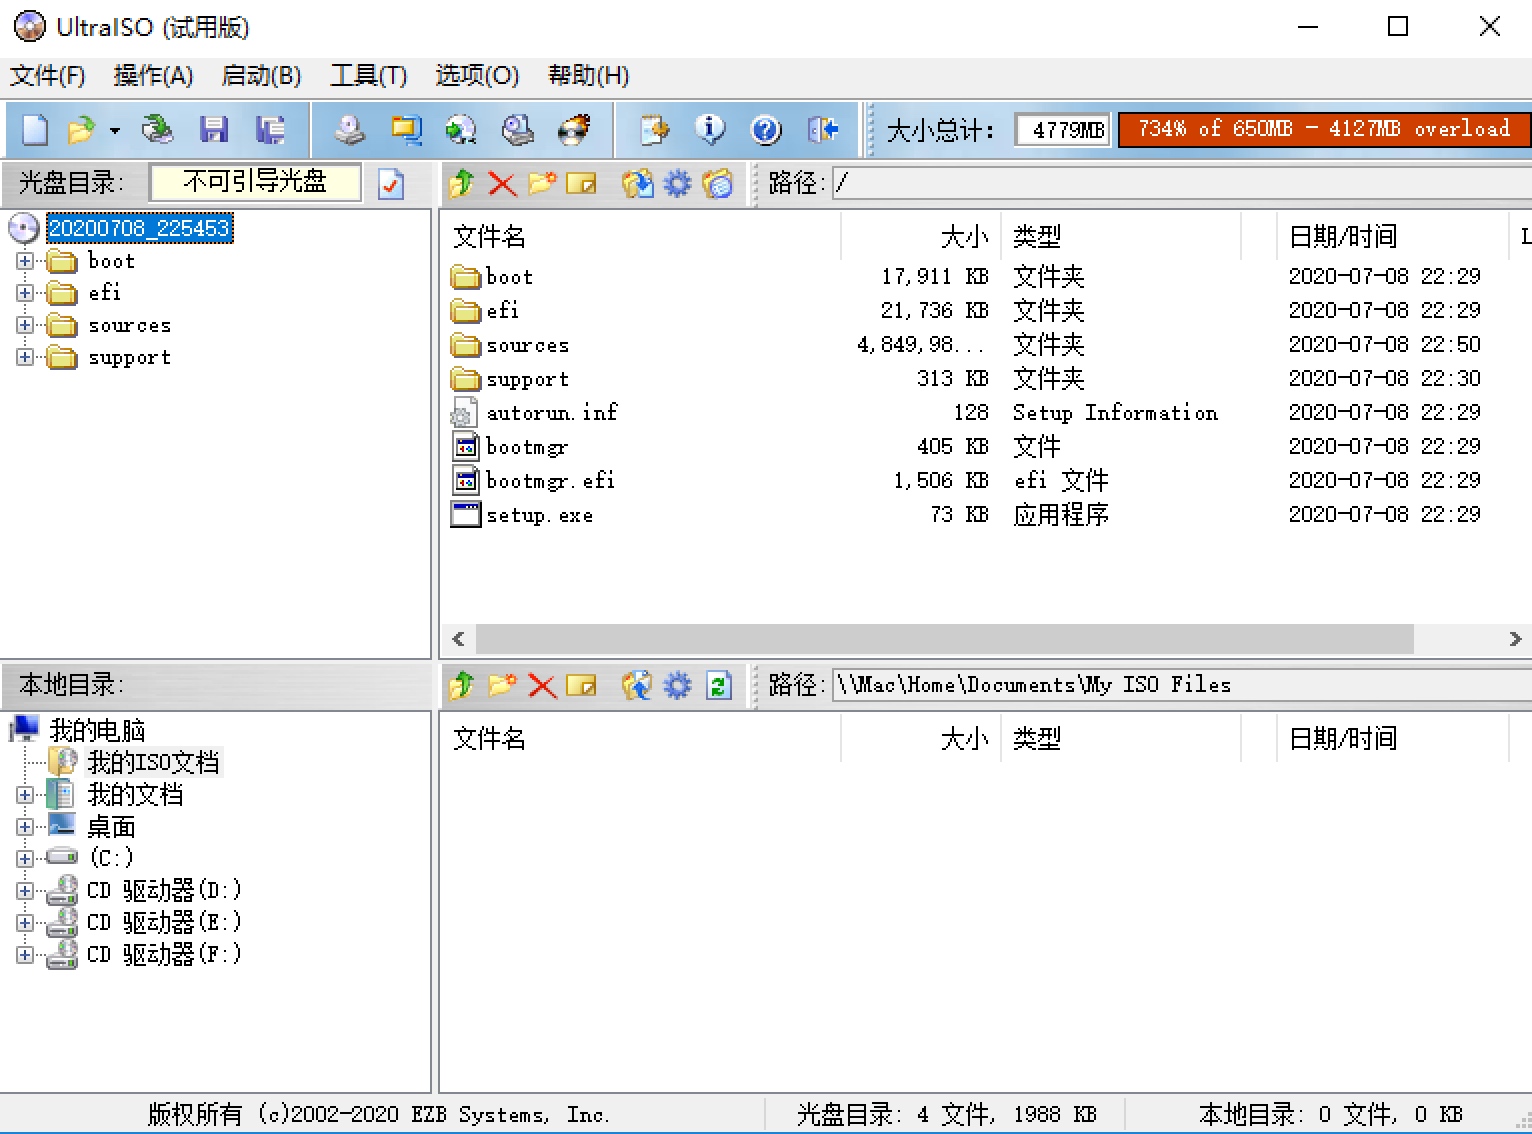 UltraISO (试用版)
文件(F) 操作(A) 启动(B) 工具(T) 选项(O) 帮助(H)
大小总计: 4779MB 734% of 650MB - 4127MB overload
光盘目录: 不可引导光盘 路径: /
20200708_225453
boot
efi
sources
support
文件名 大小 类型 日期/时间 L
boot 17,911 KB 文件夹 2020-07-08 22:29
efi 21,736 KB 文件夹 2020-07-08 22:29
sources 4,849,98... 文件夹 2020-07-08 22:50
support 313 KB 文件夹 2020-07-08 22:30
autorun.inf 128 Setup Information 2020-07-08 22:29
bootmgr 405 KB 文件 2020-07-08 22:29
bootmgr.efi 1,506 KB efi 文件 2020-07-08 22:29
setup.exe 73 KB 应用程序 2020-07-08 22:29
本地目录: 路径: \\Mac\Home\Documents\My ISO Files
我的电脑
我的ISO文档
我的文档
桌面
(C:)
CD 驱动器(D:)
CD 驱动器(E:)
CD 驱动器(F:)
文件名 大小 类型 日期/时间
版权所有 (c)2002-2020 EZB Systems, Inc. 光盘目录: 4 文件, 1988 KB 本地目录: 0 文件, 0 KB